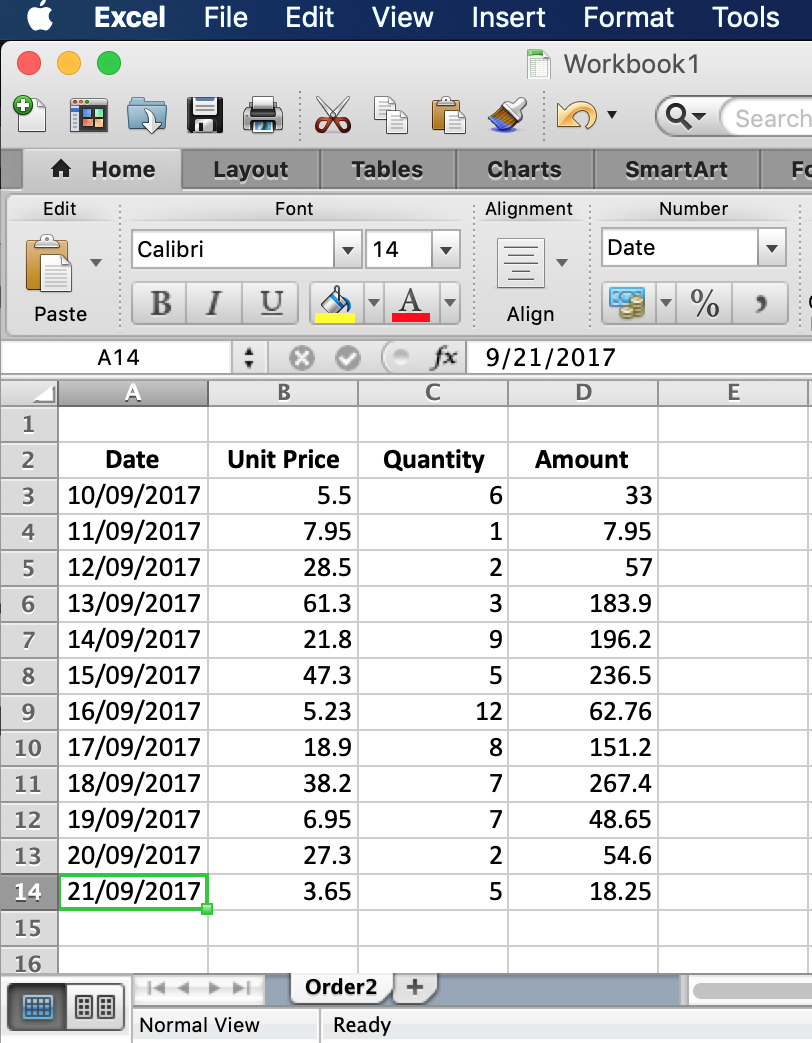 Excel File Edit View Insert Format Tools
Workbook1
Search
Home Layout Tables Charts SmartArt
Edit Font Alignment Number
Calibri 14 Date
B I U A %
Paste Align
A14 fx 9/21/2017
A B C D E
1
2 Date Unit Price Quantity Amount
3 10/09/2017 5.5 6 33
4 11/09/2017 7.95 1 7.95
5 12/09/2017 28.5 2 57
6 13/09/2017 61.3 3 183.9
7 14/09/2017 21.8 9 196.2
8 15/09/2017 47.3 5 236.5
9 16/09/2017 5.23 12 62.76
10 17/09/2017 18.9 8 151.2
11 18/09/2017 38.2 7 267.4
12 19/09/2017 6.95 7 48.65
13 20/09/2017 27.3 2 54.6
14 21/09/2017 3.65 5 18.25
15
16
Order2 +
Normal View Ready